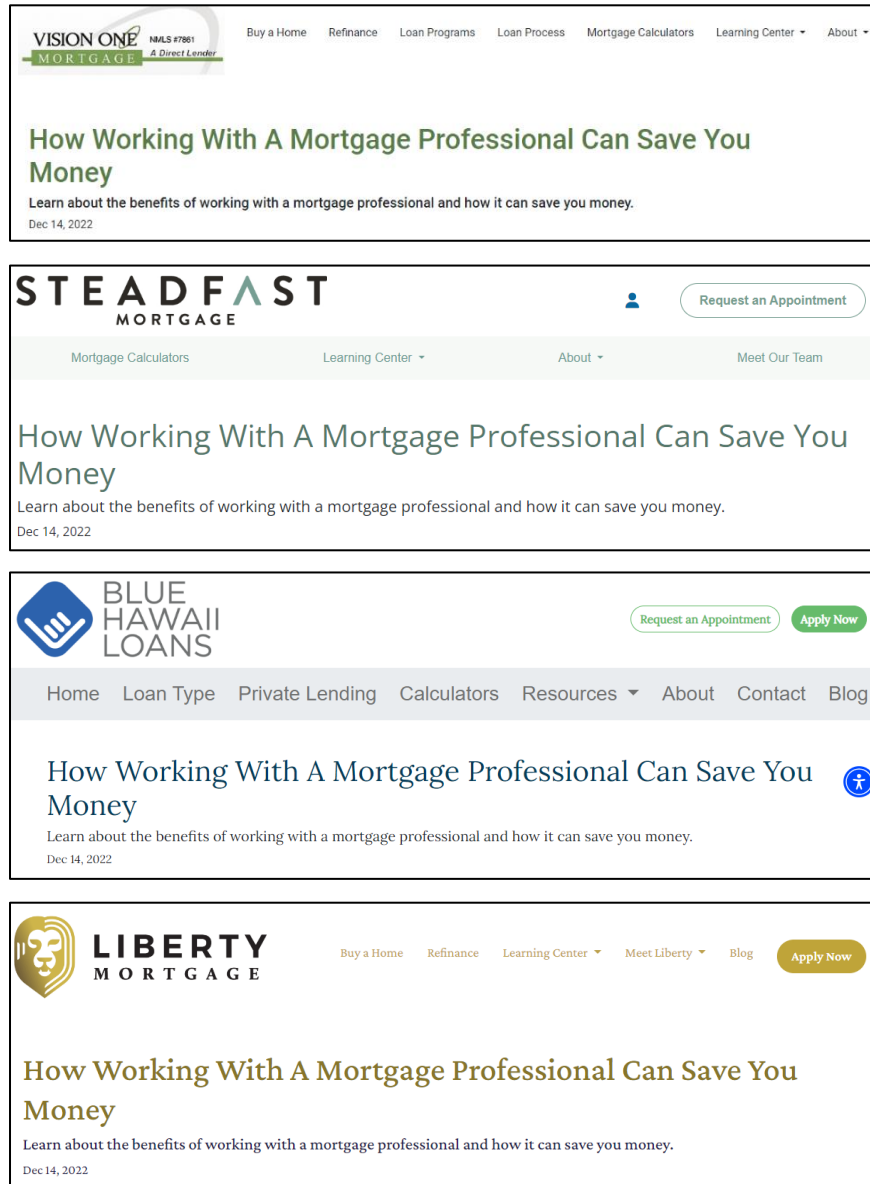 VISION ONE NMLS #7861
MORTGAGE A Direct Lender
Buy a Home Refinance Loan Programs Loan Process Mortgage Calculators Learning Center About
How Working With A Mortgage Professional Can Save You
Money
Learn about the benefits of working with a mortgage professional and how it can save you money.
Dec 14, 2022
STEADFAST
MORTGAGE
Request an Appointment
Mortgage Calculators Learning Center About Meet Our Team
How Working With A Mortgage Professional Can Save You
Money
Learn about the benefits of working with a mortgage professional and how it can save you money.
Dec 14, 2022
BLUE
HAWAII
LOANS
Request an Appointment Apply Now
Home Loan Type Private Lending Calculators Resources About Contact Blog
How Working With A Mortgage Professional Can Save You
Money
Learn about the benefits of working with a mortgage professional and how it can save you money.
Dec 14, 2022
LIBERTY
MORTGAGE
Buy a Home Refinance Learning Center Meet Liberty Blog Apply Now
How Working With A Mortgage Professional Can Save You
Money
Learn about the benefits of working with a mortgage professional and how it can save you money.
Dec 14, 2022